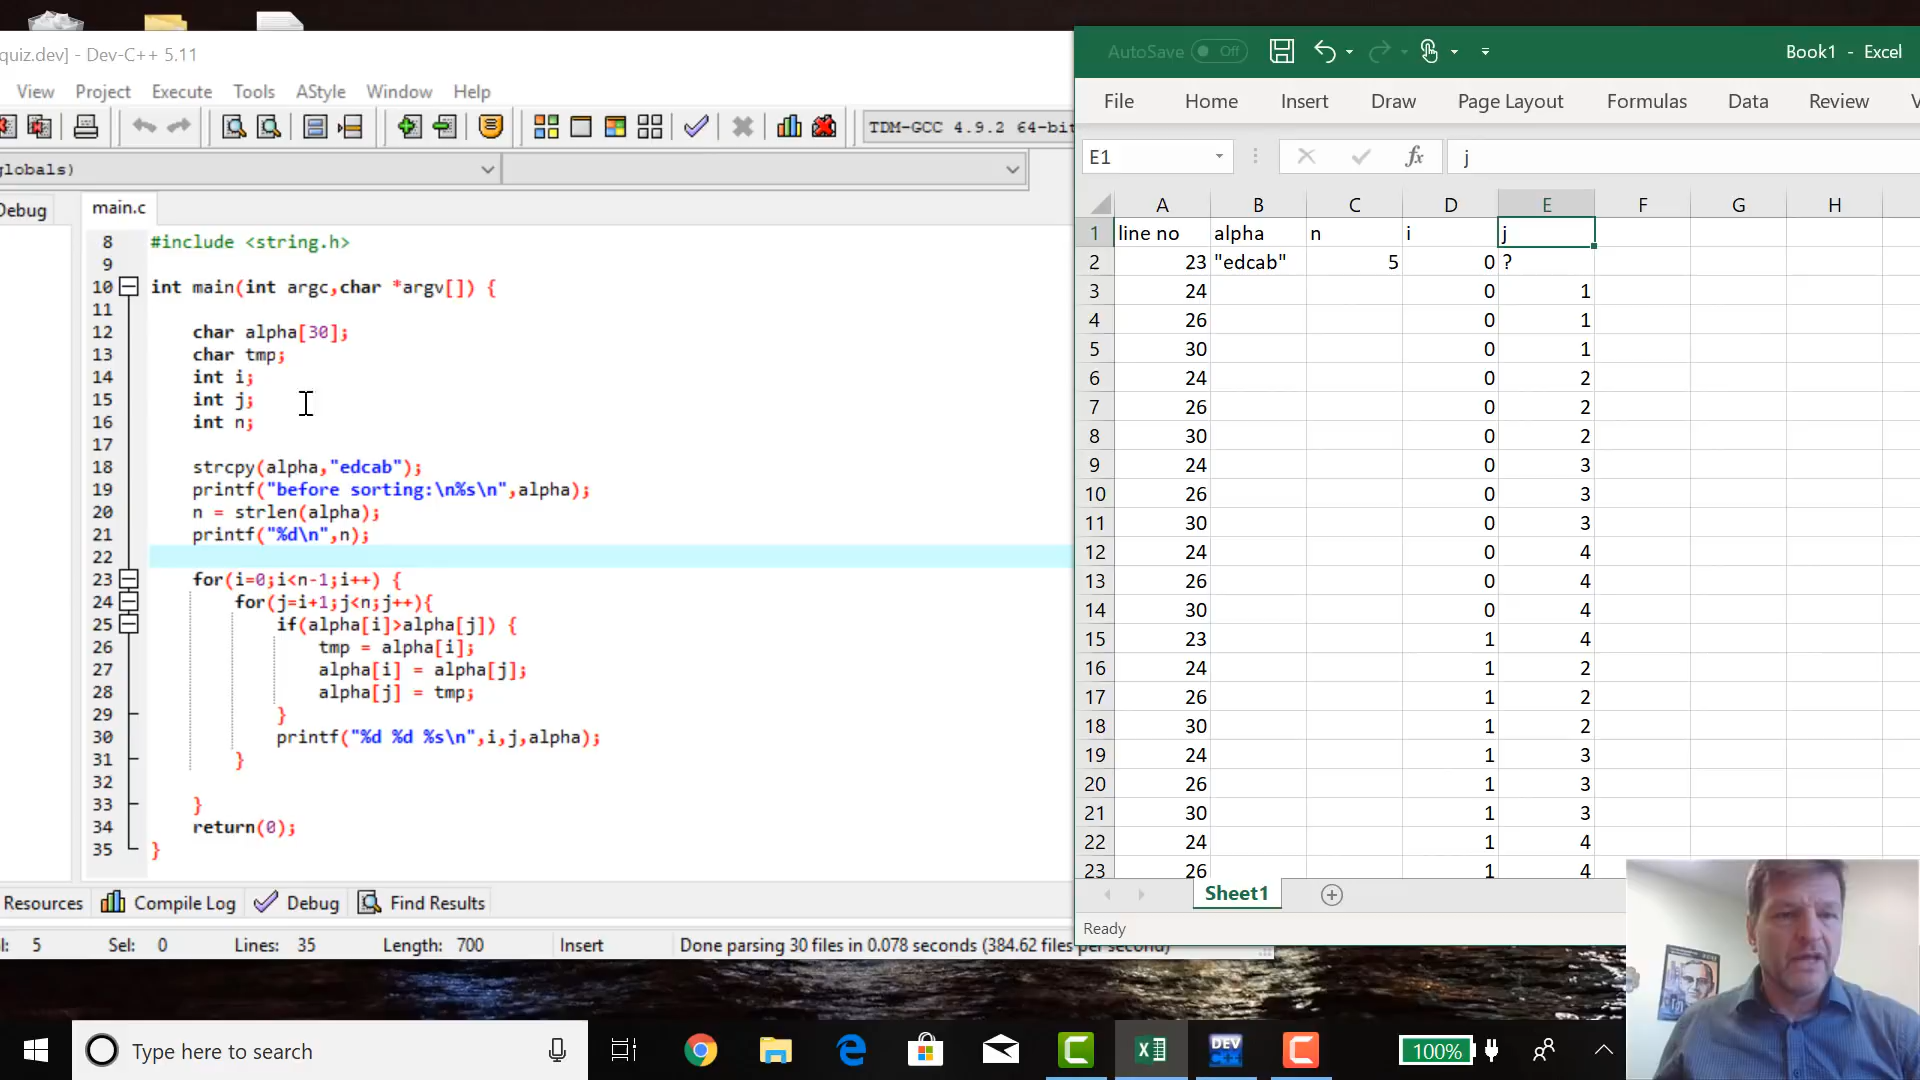 quiz.dev] - Dev-C++ 5.11
View Project Execute Tools AStyle Window Help
TDM-GCC 4.9.2 64-bit
globals)
Debug
main.c
8 #include <string.h>
9
10 int main(int argc,char *argv[]) {
11
12 char alpha[30];
13 char tmp;
14 int i;
15 int j;
16 int n;
17
18 strcpy(alpha,"edcab");
19 printf("before sorting:\n%s\n",alpha);
20 n = strlen(alpha);
21 printf("%d\n",n);
22
23 for(i=0;i<n-1;i++) {
24 for(j=i+1;j<n;j++){
25 if(alpha[i]>alpha[j]) {
26 tmp = alpha[i];
27 alpha[i] = alpha[j];
28 alpha[j] = tmp;
29 }
30 printf("%d %d %s\n",i,j,alpha);
31 }
32
33 }
34 return(0);
35 }
Resources Compile Log Debug Find Results
l: 5 Sel: 0 Lines: 35 Length: 700 Insert Done parsing 30 files in 0.078 seconds (384.62 files per second)
AutoSave Off Book1 - Excel
File Home Insert Draw Page Layout Formulas Data Review
E1 fx j
A B C D E F G H
1 line no alpha n i j
2 23 "edcab" 5 0 ?
3 24 0 1
4 26 0 1
5 30 0 1
6 24 0 2
7 26 0 2
8 30 0 2
9 24 0 3
10 26 0 3
11 30 0 3
12 24 0 4
13 26 0 4
14 30 0 4
15 23 1 4
16 24 1 2
17 26 1 2
18 30 1 2
19 24 1 3
20 26 1 3
21 30 1 3
22 24 1 4
23 26 1 4
Sheet1
Ready
Type here to search
DEV
C++
100%